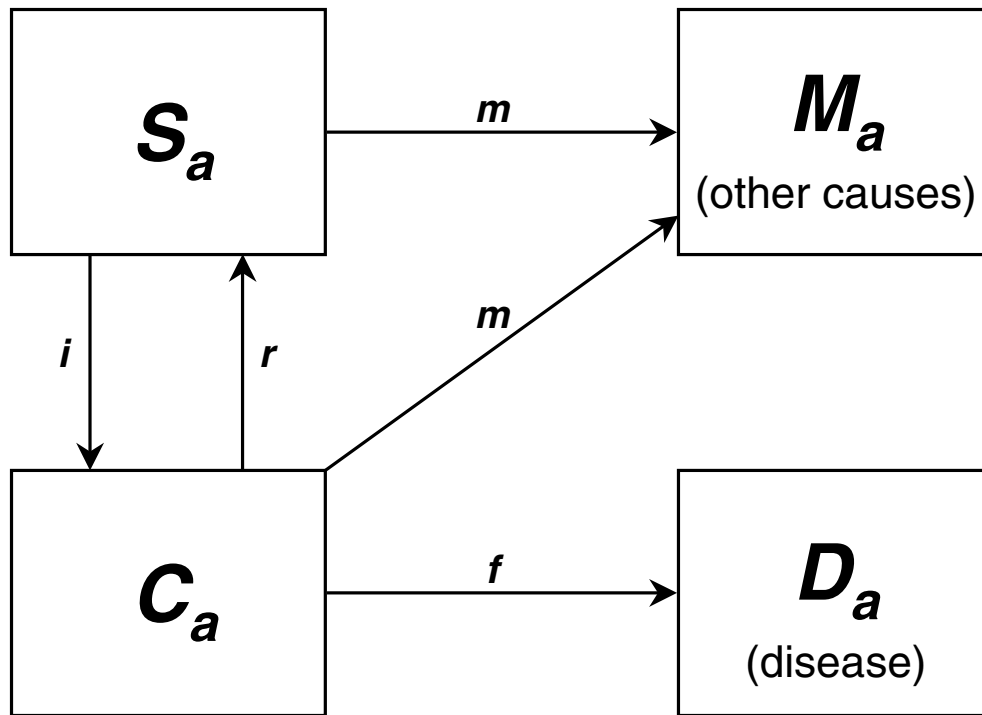 S_a
m
M_a
(other causes)
i
r
m
C_a
f
D_a
(disease)